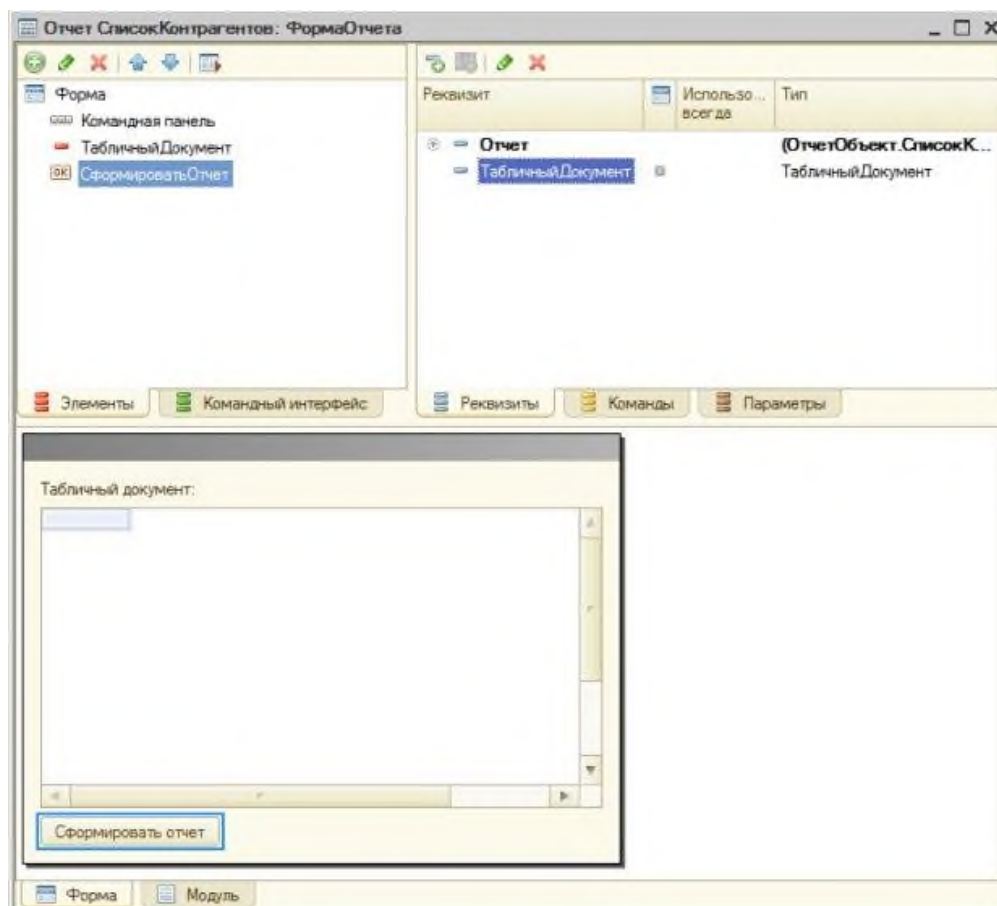 Отчет СписокКонтрагентов: ФормаОтчета
Форма
Командная панель
ТабличныйДокумент
OK СформироватьОтчет
Элементы Командный интерфейс
Реквизит Использо... Тип
всегда
Отчет (ОтчетОбъект.СписокК...
ТабличныйДокумент ТабличныйДокумент
Реквизиты Команды Параметры
Табличный документ:
Сформировать отчет
Форма Модуль